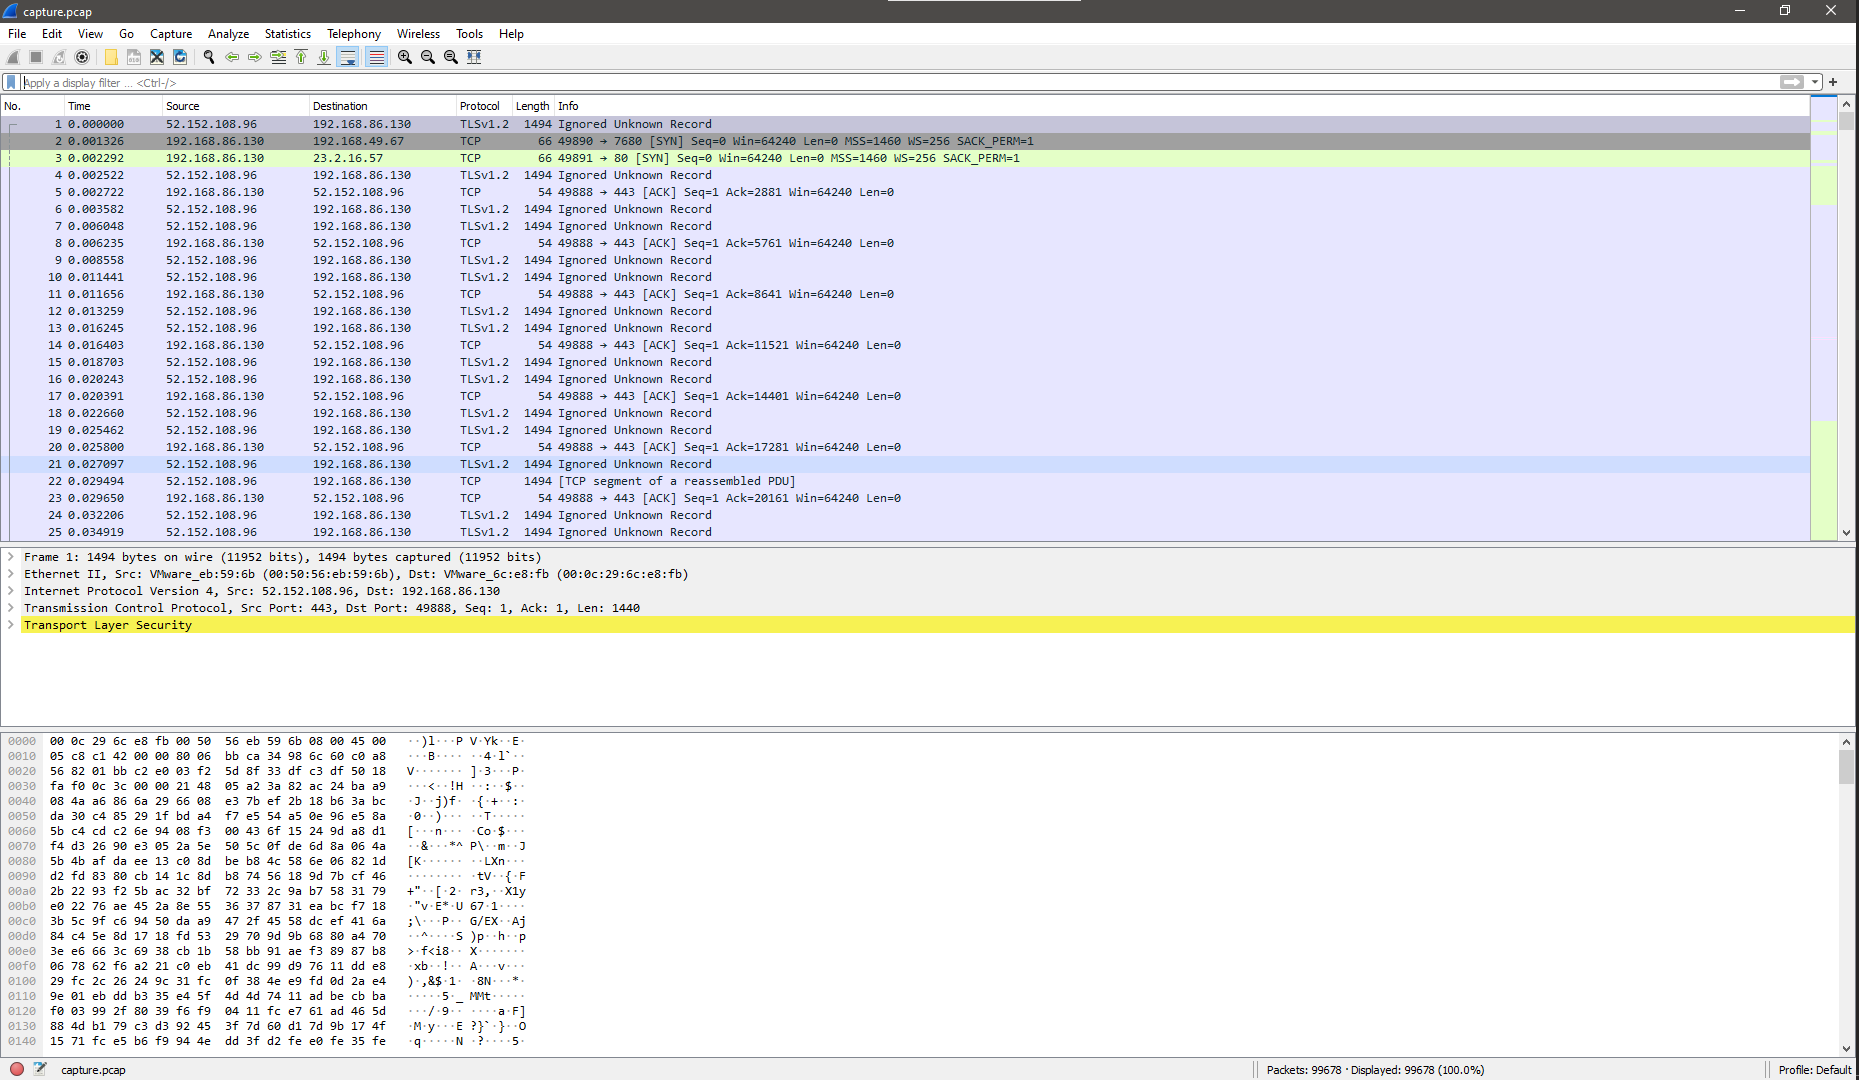 capture.pcap
File Edit View Go Capture Analyze Statistics Telephony Wireless Tools Help
Apply a display filter ... <Ctrl-/>
No. Time Source Destination Protocol Length Info
1 0.000000 52.152.108.96 192.168.86.130 TLSv1.2 1494 Ignored Unknown Record
2 0.001326 192.168.86.130 192.168.49.67 TCP 66 49890 → 7680 [SYN] Seq=0 Win=64240 Len=0 MSS=1460 WS=256 SACK_PERM=1
3 0.002292 192.168.86.130 23.2.16.57 TCP 66 49891 → 80 [SYN] Seq=0 Win=64240 Len=0 MSS=1460 WS=256 SACK_PERM=1
4 0.002522 52.152.108.96 192.168.86.130 TLSv1.2 1494 Ignored Unknown Record
5 0.002722 192.168.86.130 52.152.108.96 TCP 54 49888 → 443 [ACK] Seq=1 Ack=2881 Win=64240 Len=0
6 0.003582 52.152.108.96 192.168.86.130 TLSv1.2 1494 Ignored Unknown Record
7 0.006048 52.152.108.96 192.168.86.130 TLSv1.2 1494 Ignored Unknown Record
8 0.006235 192.168.86.130 52.152.108.96 TCP 54 49888 → 443 [ACK] Seq=1 Ack=5761 Win=64240 Len=0
9 0.008558 52.152.108.96 192.168.86.130 TLSv1.2 1494 Ignored Unknown Record
10 0.011441 52.152.108.96 192.168.86.130 TLSv1.2 1494 Ignored Unknown Record
11 0.011656 192.168.86.130 52.152.108.96 TCP 54 49888 → 443 [ACK] Seq=1 Ack=8641 Win=64240 Len=0
12 0.013259 52.152.108.96 192.168.86.130 TLSv1.2 1494 Ignored Unknown Record
13 0.016245 52.152.108.96 192.168.86.130 TLSv1.2 1494 Ignored Unknown Record
14 0.016403 192.168.86.130 52.152.108.96 TCP 54 49888 → 443 [ACK] Seq=1 Ack=11521 Win=64240 Len=0
15 0.018703 52.152.108.96 192.168.86.130 TLSv1.2 1494 Ignored Unknown Record
16 0.020243 52.152.108.96 192.168.86.130 TLSv1.2 1494 Ignored Unknown Record
17 0.020391 192.168.86.130 52.152.108.96 TCP 54 49888 → 443 [ACK] Seq=1 Ack=14401 Win=64240 Len=0
18 0.022660 52.152.108.96 192.168.86.130 TLSv1.2 1494 Ignored Unknown Record
19 0.025462 52.152.108.96 192.168.86.130 TLSv1.2 1494 Ignored Unknown Record
20 0.025800 192.168.86.130 52.152.108.96 TCP 54 49888 → 443 [ACK] Seq=1 Ack=17281 Win=64240 Len=0
21 0.027097 52.152.108.96 192.168.86.130 TLSv1.2 1494 Ignored Unknown Record
22 0.029494 52.152.108.96 192.168.86.130 TCP 1494 [TCP segment of a reassembled PDU]
23 0.029650 192.168.86.130 52.152.108.96 TCP 54 49888 → 443 [ACK] Seq=1 Ack=20161 Win=64240 Len=0
24 0.032206 52.152.108.96 192.168.86.130 TLSv1.2 1494 Ignored Unknown Record
25 0.034919 52.152.108.96 192.168.86.130 TLSv1.2 1494 Ignored Unknown Record
Frame 1: 1494 bytes on wire (11952 bits), 1494 bytes captured (11952 bits)
Ethernet II, Src: VMware_eb:59:6b (00:50:56:eb:59:6b), Dst: VMware_6c:e8:fb (00:0c:29:6c:e8:fb)
Internet Protocol Version 4, Src: 52.152.108.96, Dst: 192.168.86.130
Transmission Control Protocol, Src Port: 443, Dst Port: 49888, Seq: 1, Ack: 1, Len: 1440
Transport Layer Security
0000 00 0c 29 6c e8 fb 00 50 56 eb 59 6b 08 00 45 00 ··)l···P V·Yk··E·
0010 05 c8 c1 42 00 00 80 06 bb ca 34 98 6c 60 c0 a8 ···B···· ··4·l`··
0020 56 82 01 bb c2 e0 03 f2 5d 8f 33 df c3 df 50 18 V······· ]·3···P·
0030 fa f0 0c 3c 00 00 21 48 05 a2 3a 82 ac 24 ba a9 ···<··!H ··:··$··
0040 08 4a a6 86 6a 29 66 08 e3 7b ef 2b 18 b6 3a bc ·J··j)f· ·{·+··:·
0050 da 30 c4 85 29 1f bd a4 f7 e5 54 a5 0e 96 e5 8a ·0··)··· ··T·····
0060 5b c4 cd c2 6e 94 08 f3 00 43 6f 15 24 9d a8 d1 [···n··· ·Co·$···
0070 f4 d3 26 90 e3 05 2a 5e 50 5c 0f de 6d 8a 06 4a ··&···*^ P\··m··J
0080 5b 4b af da ee 13 c0 8d be b8 4c 58 6e 06 82 1d [K······ ··LXn···
0090 d2 fd 83 80 cb 14 1c 8d b8 74 56 18 9d 7b cf 46 ········ ·tV··{·F
00a0 2b 22 93 f2 5b ac 32 bf 72 33 2c 9a b7 58 31 79 +"··[·2· r3,··X1y
00b0 e0 22 76 ae 45 2a 8e 55 36 37 87 31 ea bc f7 18 ·"v·E*·U 67·1····
00c0 3b 5c 9f c6 94 50 da a9 47 2f 45 58 dc ef 41 6a ;\···P·· G/EX··Aj
00d0 84 c4 5e 8d 17 18 fd 53 29 70 9d 9b 68 80 a4 70 ··^····S )p··h··p
00e0 3e e6 66 3c 69 38 cb 1b 58 bb 91 ae f3 89 87 b8 >·f<i8·· X·······
00f0 06 78 62 f6 a2 21 c0 eb 41 dc 99 d9 76 11 dd e8 ·xb··!·· A···v···
0100 29 fc 2c 26 24 9c 31 fc 0f 38 4e e9 fd 0d 2a e4 )·,&$·1· ·8N···*·
0110 9e 01 eb dd b3 35 e4 5f 4d 4d 74 11 ad be cb ba ·····5·_ MMt·····
0120 f0 03 99 2f 80 39 f6 f9 04 11 fc e7 61 ad 46 5d ···/·9·· ····a·F]
0130 88 4d b1 79 c3 d3 92 45 3f 7d 60 d1 7d 9b 17 4f ·M·y···E ?}`·}··O
0140 15 71 fc e5 b6 f9 94 4e dd 3f d2 fe e0 fe 35 fe ·q·····N ·?····5·
capture.pcap Packets: 99678 · Displayed: 99678 (100.0%) Profile: Default